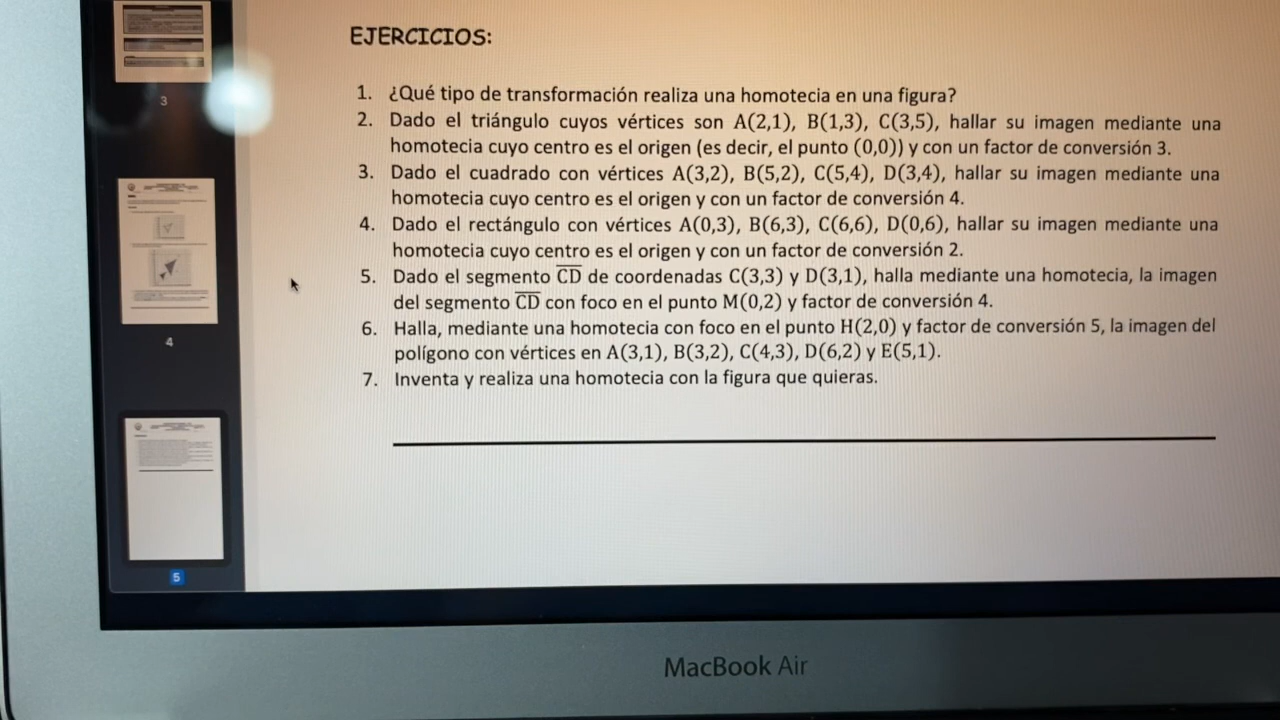 EJERCICIOS:
1. ¿Qué tipo de transformación realiza una homotecia en una figura?
2. Dado el triángulo cuyos vértices son A(2,1), B(1,3), C(3,5), hallar su imagen mediante una
homotecia cuyo centro es el origen (es decir, el punto (0,0)) y con un factor de conversión 3.
3. Dado el cuadrado con vértices A(3,2), B(5,2), C(5,4), D(3,4), hallar su imagen mediante una
homotecia cuyo centro es el origen y con un factor de conversión 4.
4. Dado el rectángulo con vértices A(0,3), B(6,3), C(6,6), D(0,6), hallar su imagen mediante una
homotecia cuyo centro es el origen y con un factor de conversión 2.
5. Dado el segmento C̅D̅ de coordenadas C(3,3) y D(3,1), halla mediante una homotecia, la imagen
del segmento C̅D̅ con foco en el punto M(0,2) y factor de conversión 4.
6. Halla, mediante una homotecia con foco en el punto H(2,0) y factor de conversión 5, la imagen del
polígono con vértices en A(3,1), B(3,2), C(4,3), D(6,2) y E(5,1).
7. Inventa y realiza una homotecia con la figura que quieras.
3
4
5
MacBook Air